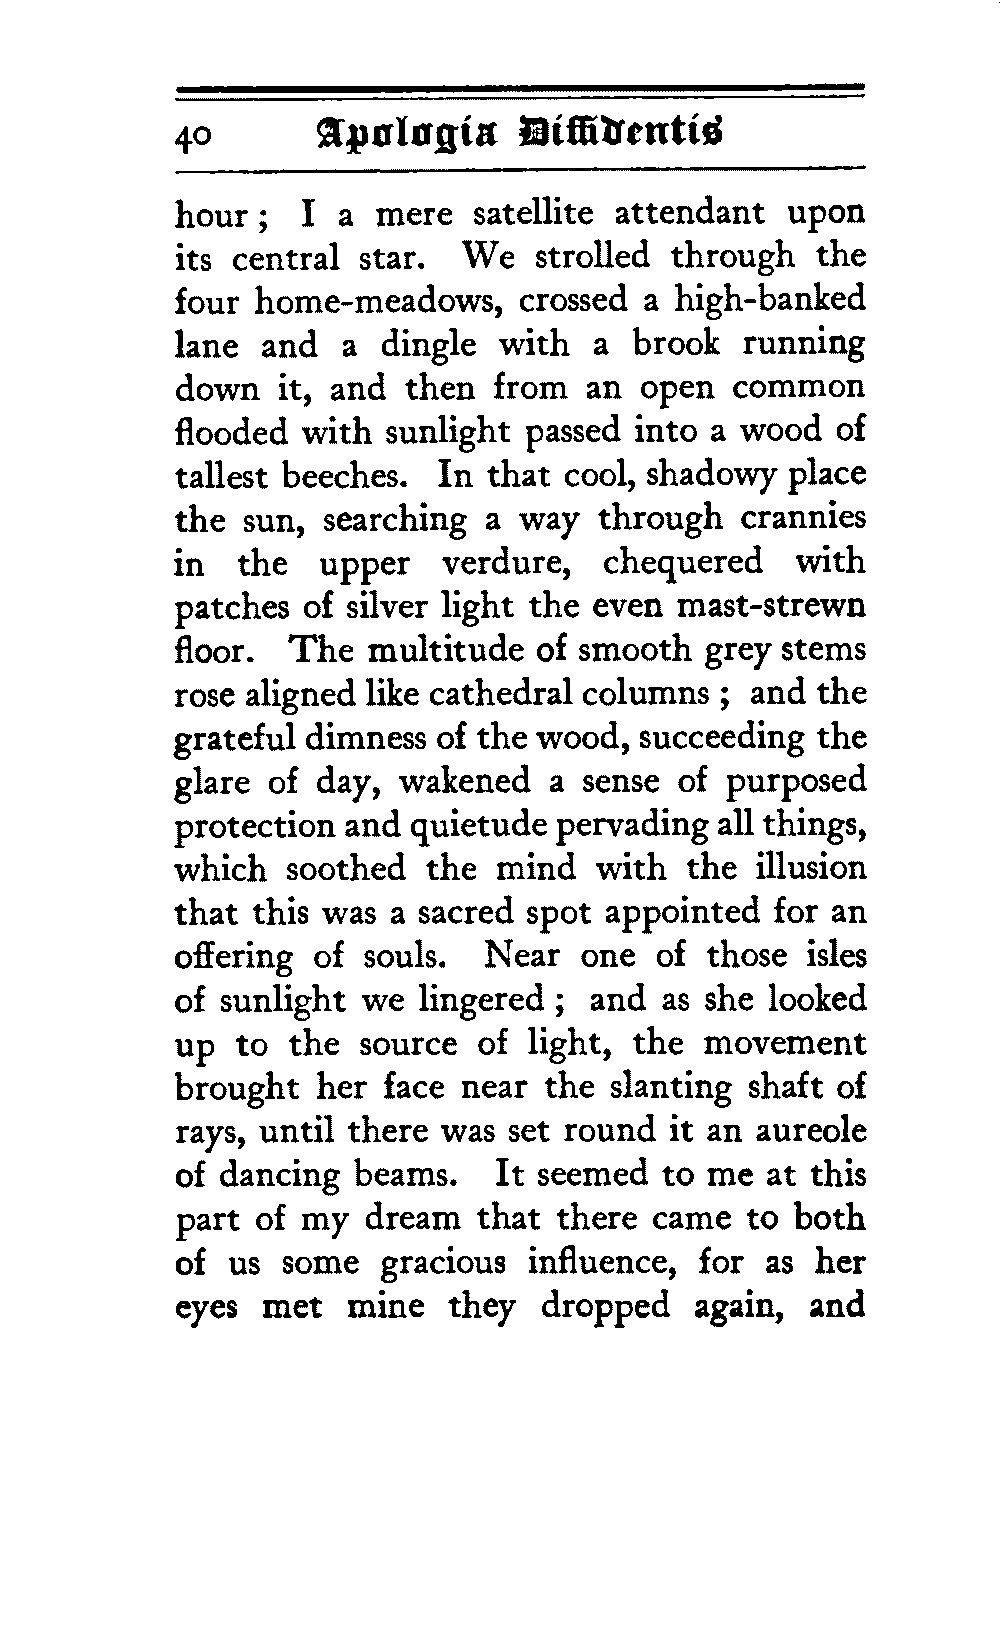 40 Apologia Diffidentis
hour ; I a mere satellite attendant upon
its central star. We strolled through the
four home-meadows, crossed a high-banked
lane and a dingle with a brook running
down it, and then from an open common
flooded with sunlight passed into a wood of
tallest beeches. In that cool, shadowy place
the sun, searching a way through crannies
in the upper verdure, chequered with
patches of silver light the even mast-strewn
floor. The multitude of smooth grey stems
rose aligned like cathedral columns ; and the
grateful dimness of the wood, succeeding the
glare of day, wakened a sense of purposed
protection and quietude pervading all things,
which soothed the mind with the illusion
that this was a sacred spot appointed for an
offering of souls. Near one of those isles
of sunlight we lingered ; and as she looked
up to the source of light, the movement
brought her face near the slanting shaft of
rays, until there was set round it an aureole
of dancing beams. It seemed to me at this
part of my dream that there came to both
of us some gracious influence, for as her
eyes met mine they dropped again, and